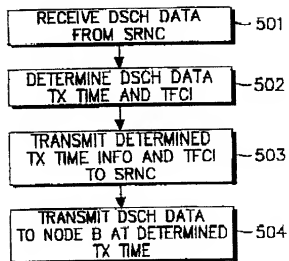 RECEIVE DSCH DATA
FROM SRNC
501
DETERMINE DSCH DATA
TX TIME AND TFCI
502
TRANSMIT DETERMINED
TX TIME INFO AND TFCI
TO SRNC
503
TRANSMIT DSCH DATA
TO NODE B AT DETERMINED
TX TIME
504